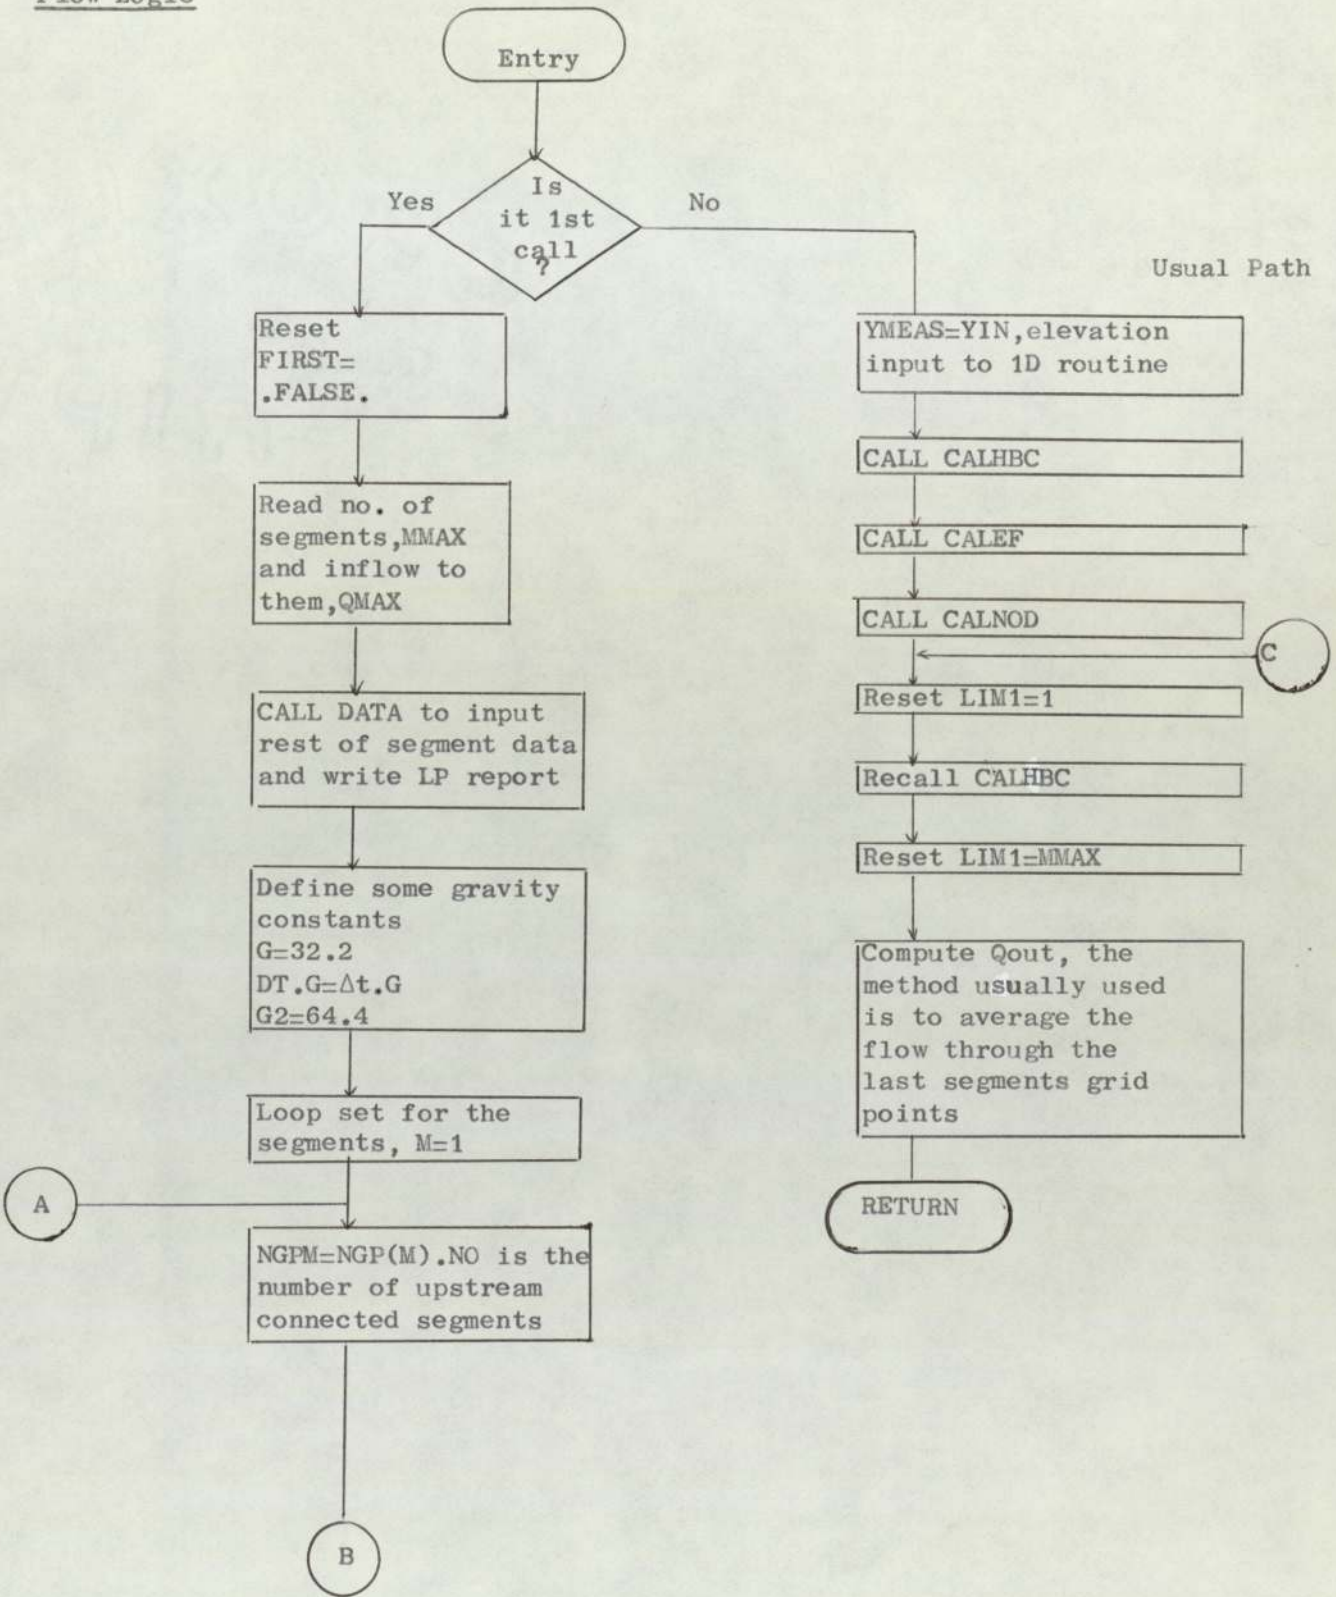 Flow Logic
Entry
Is
it 1st
call
?
Yes
No
Usual Path
Reset
FIRST=
.FALSE.
Read no. of
segments,MMAX
and inflow to
them,QMAX
CALL DATA to input
rest of segment data
and write LP report
Define some gravity
constants
G=32.2
DT.G=Δt.G
G2=64.4
Loop set for the
segments, M=1
A
NGPM=NGP(M).NO is the
number of upstream
connected segments
B
YMEAS=YIN,elevation
input to 1D routine
CALL CALHBC
CALL CALEF
CALL CALNOD
C
Reset LIM1=1
Recall CALHBC
Reset LIM1=MMAX
Compute Qout, the
method usually used
is to average the
flow through the
last segments grid
points
RETURN